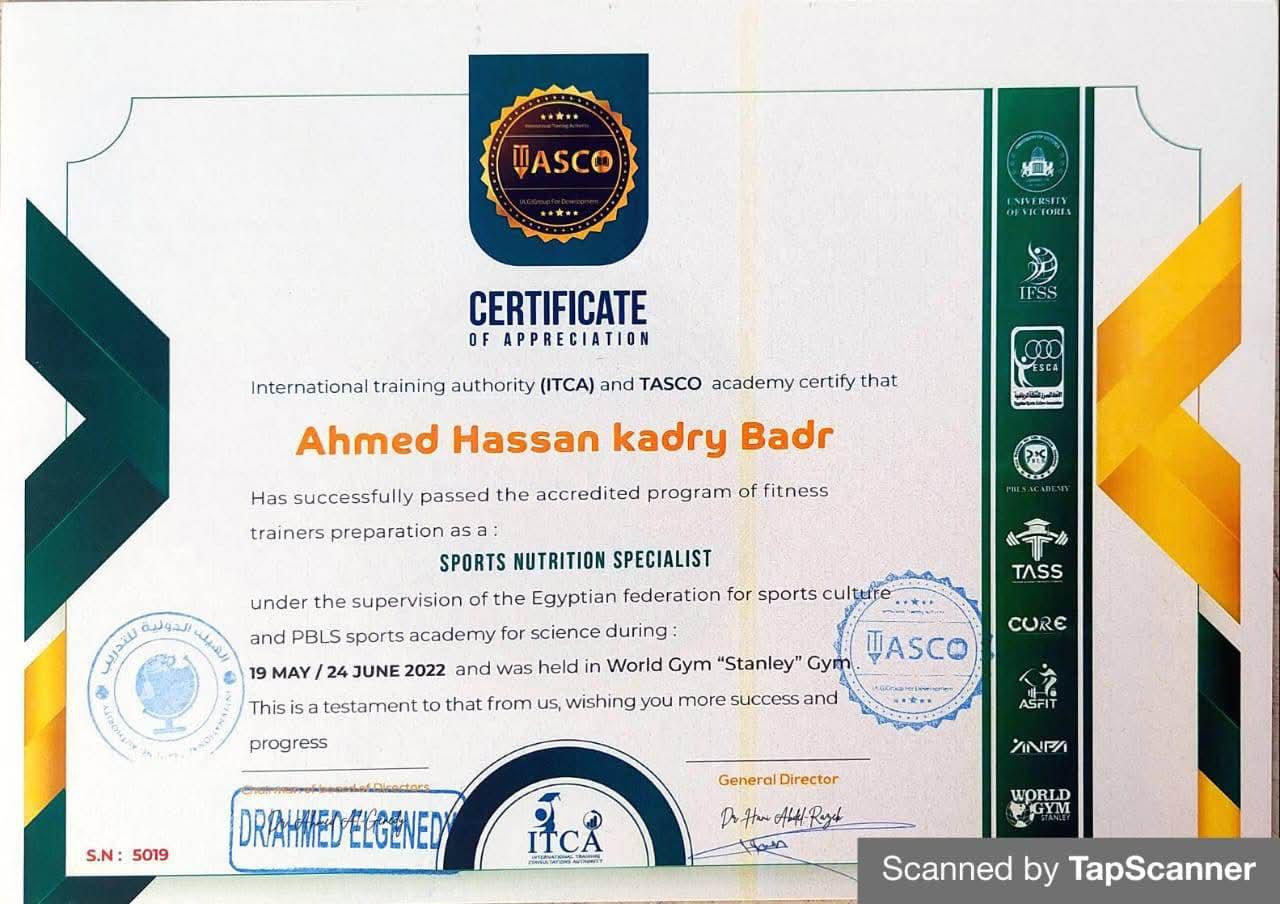 International Training Authority
ITASCO
(A.G)Group For Development
CERTIFICATE
OF APPRECIATION
International training authority (ITCA) and TASCO academy certify that
Ahmed Hassan kadry Badr
Has successfully passed the accredited program of fitness
trainers preparation as a :
SPORTS NUTRITION SPECIALIST
under the supervision of the Egyptian federation for sports culture
and PBLS sports academy for science during :
19 MAY / 24 JUNE 2022 and was held in World Gym “Stanley” Gym .
This is a testament to that from us, wishing you more success and
progress
Chairman of board of Directors
Dr. Ahmed Al-Genedy
DR/AHMED ELGENEDY
General Director
Dr Hani Abdel-Razek
S.N : 5019
ITCA
INTERNATIONAL TRAINING
CONSULTATIONS AUTHORITY
الهيئة الدولية للتدريب
ITASCO
(A.G)Group For Development
UNIVERSITY
OF VICTORIA
IFSS
ESCA
PBLS
PBLS ACADEMY
TASS
CURE
ASFIT
WORLD
GYM
STANLEY
Scanned by TapScanner